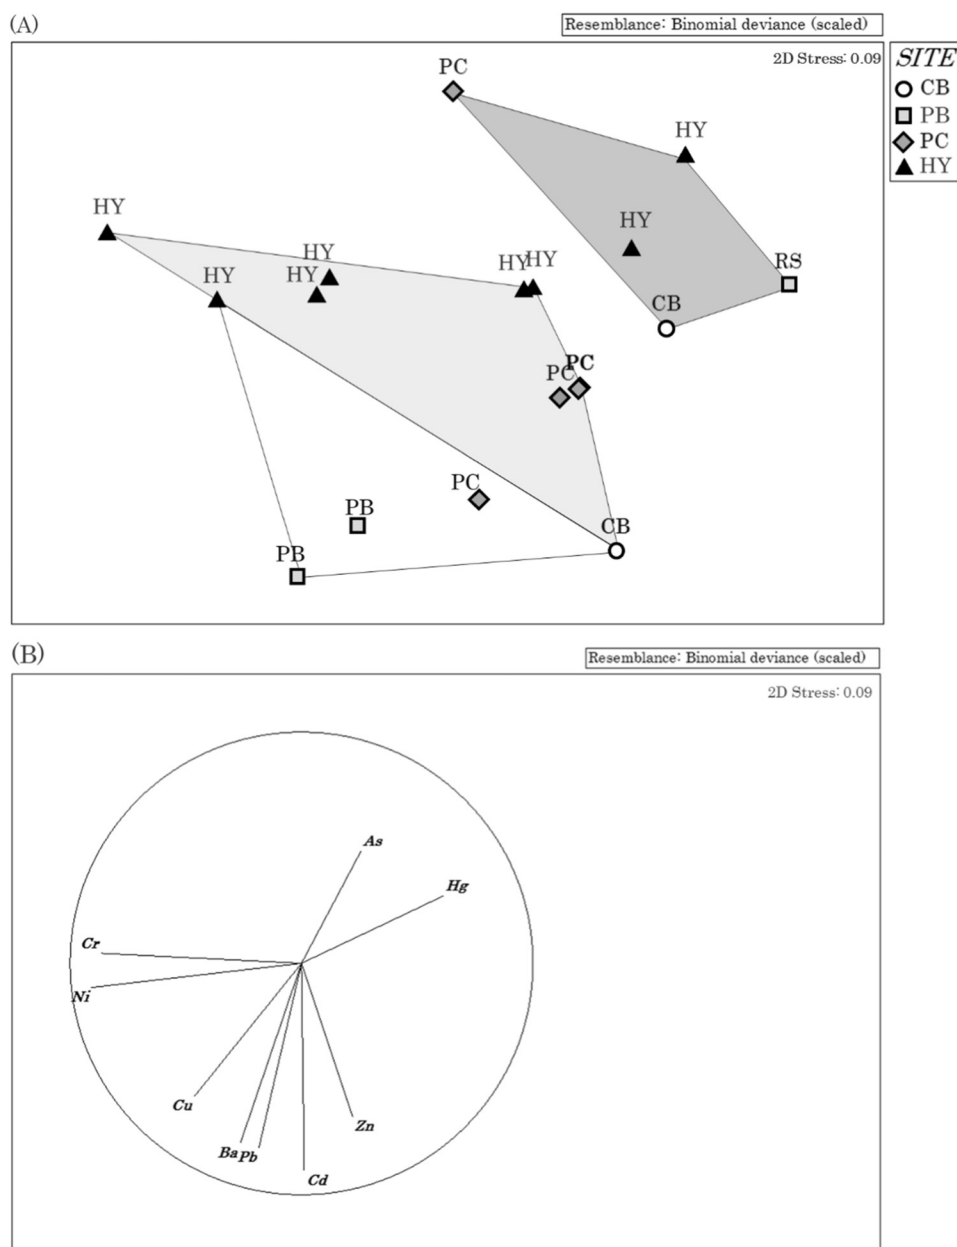 (A)
Resemblance: Binomial deviance (scaled)
2D Stress: 0.09
SITE
CB
PB
PC
HY
PC
HY
HY
HY
RS
HY
HY
HY
HY
HY
CB
PC
PC
PC
PB
CB
PB
(B)
Resemblance: Binomial deviance (scaled)
2D Stress: 0.09
As
Hg
Cr
Ni
Cu
Zn
Ba
Pb
Cd